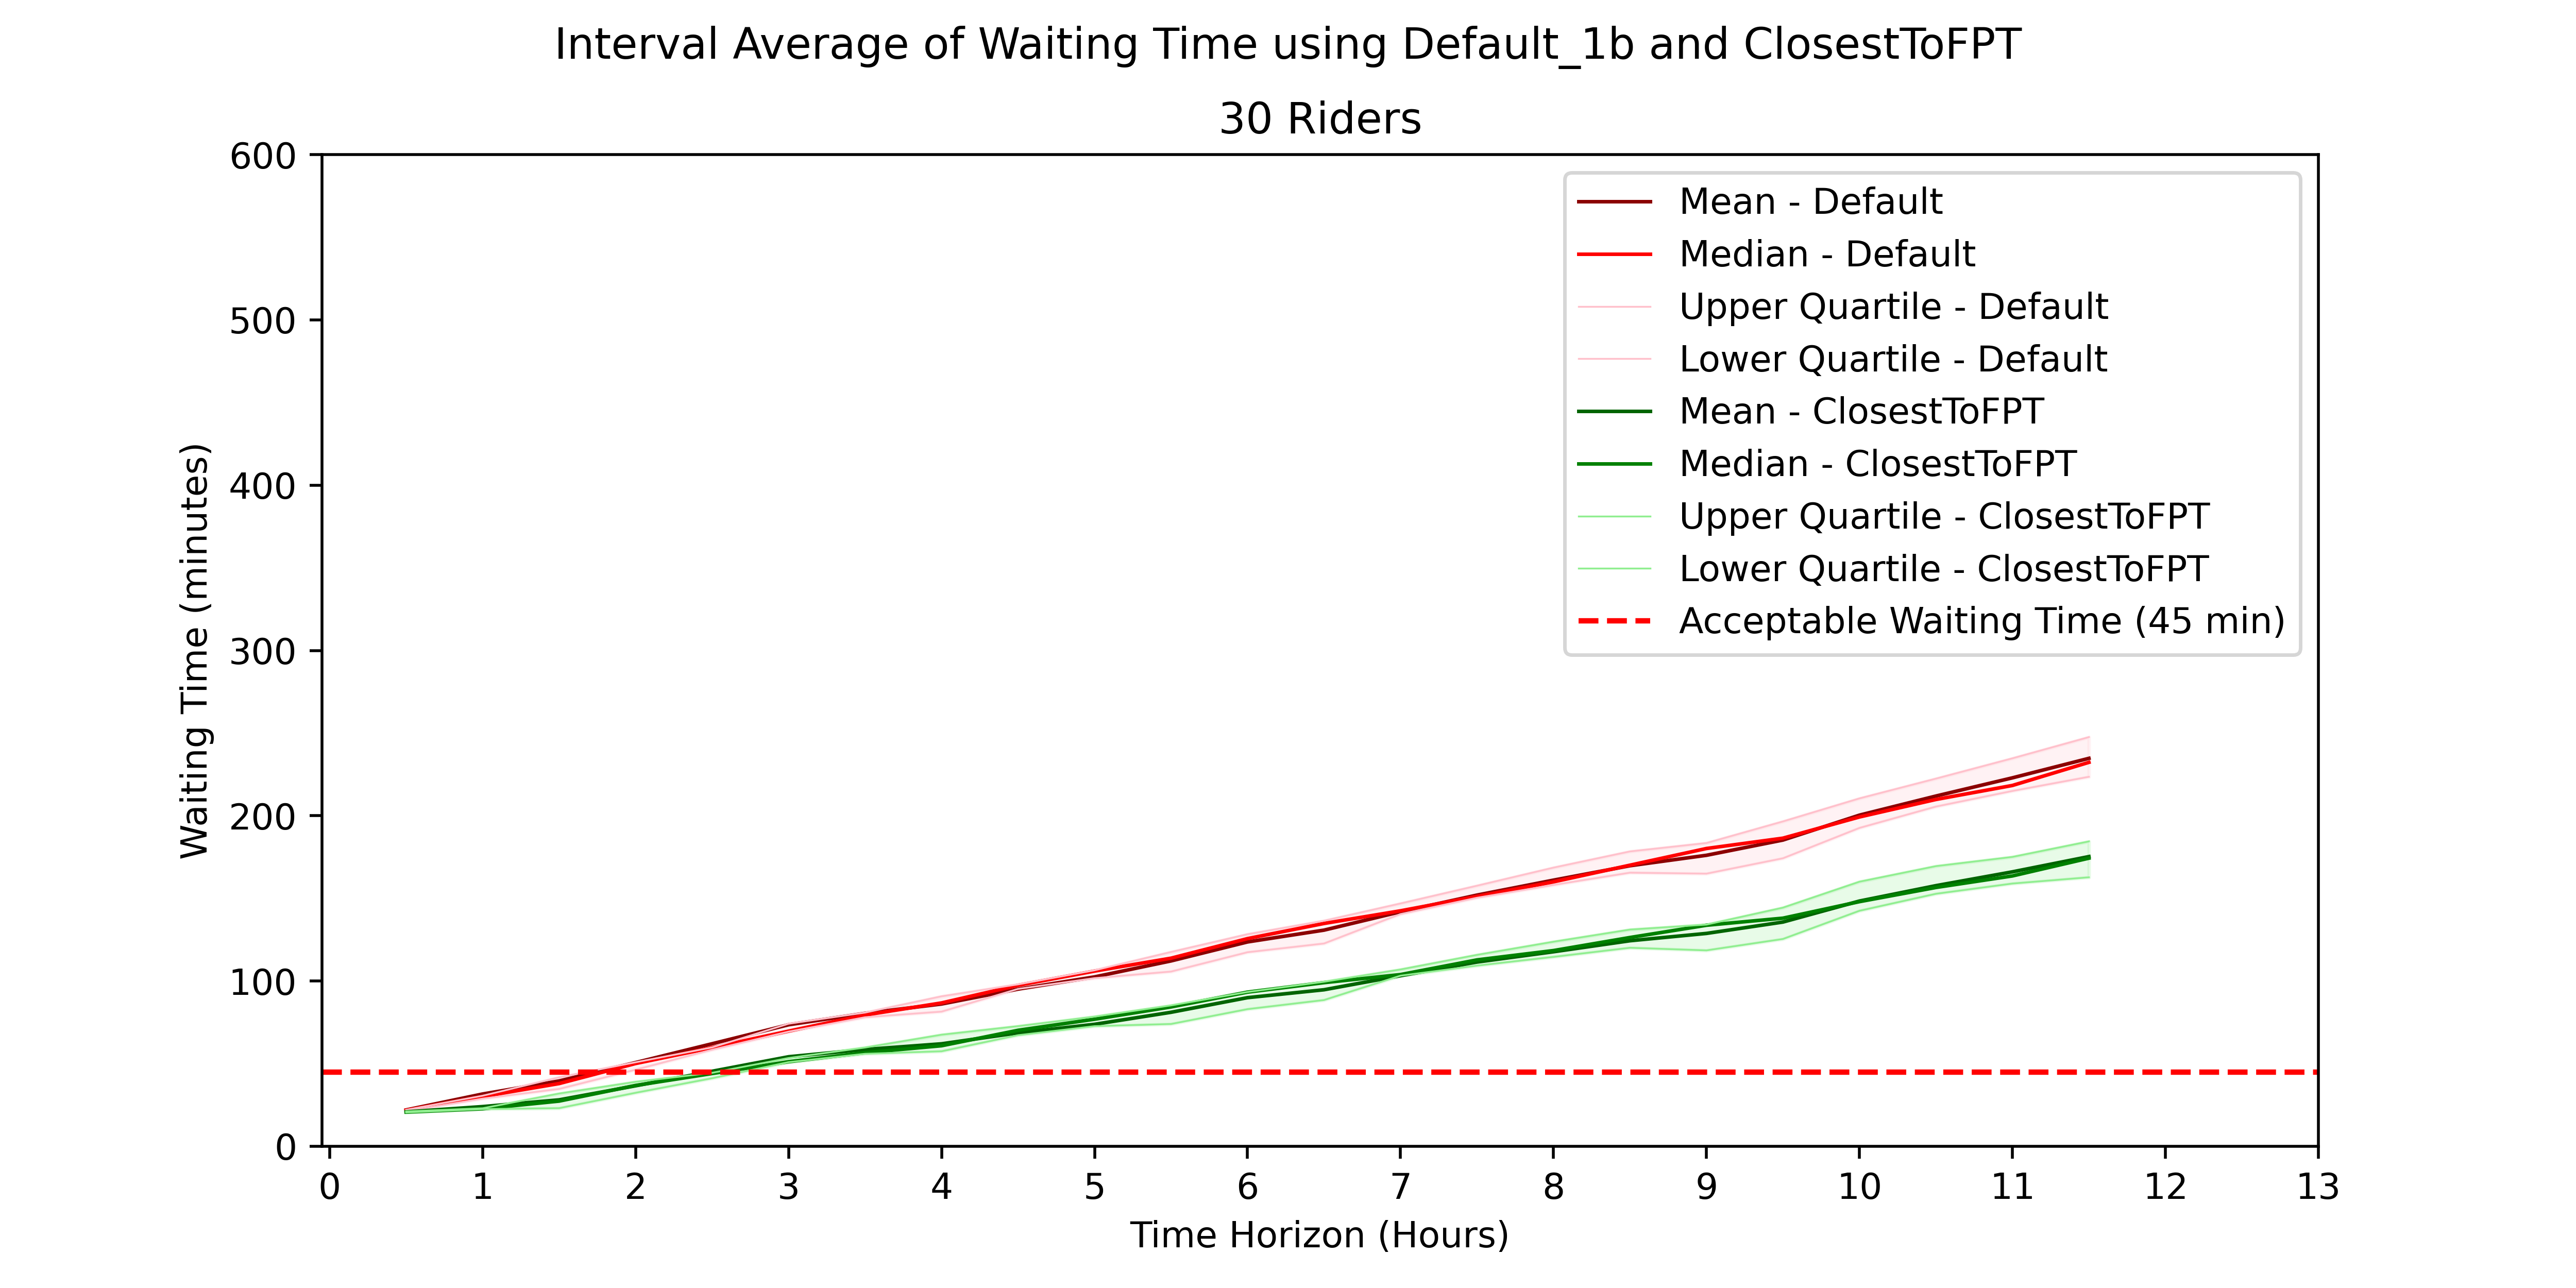 Interval Average of Waiting Time using Default_1b and ClosestToFPT
30 Riders
600
500
400
300
200
100
0
Waiting Time (minutes)
Mean - Default
Median - Default
Upper Quartile - Default
Lower Quartile - Default
Mean - ClosestToFPT
Median - ClosestToFPT
Upper Quartile - ClosestToFPT
Lower Quartile - ClosestToFPT
Acceptable Waiting Time (45 min)
0 1 2 3 4 5 6 7 8 9 10 11 12 13
Time Horizon (Hours)